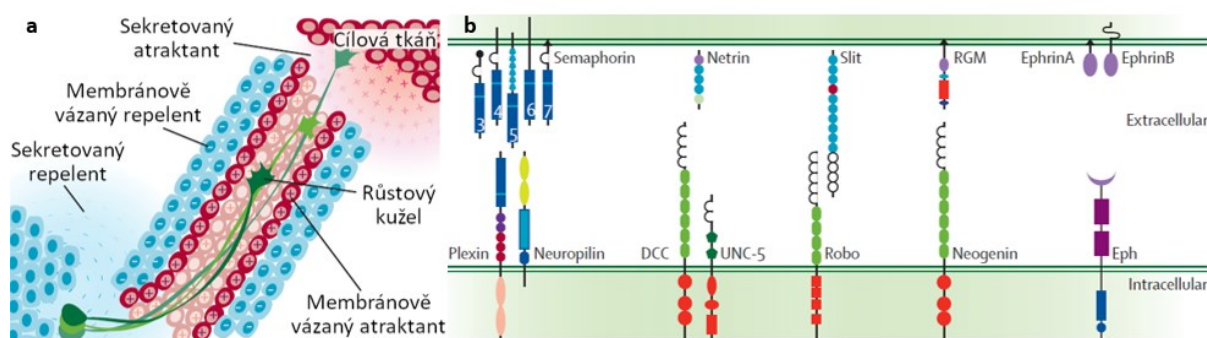 a
Sekretovaný
atraktant
Cílová tkáň
Membránově
vázaný repelent
Sekretovaný
repelent
Růstový
kužel
Membránově
vázaný atraktant
b
Semaphorin
Netrin
Slit
RGM
EphrinA
EphrinB
3
4
5
6
7
Extracellular
Plexin
Neuropilin
DCC
UNC-5
Robo
Neogenin
Eph
Intracellular